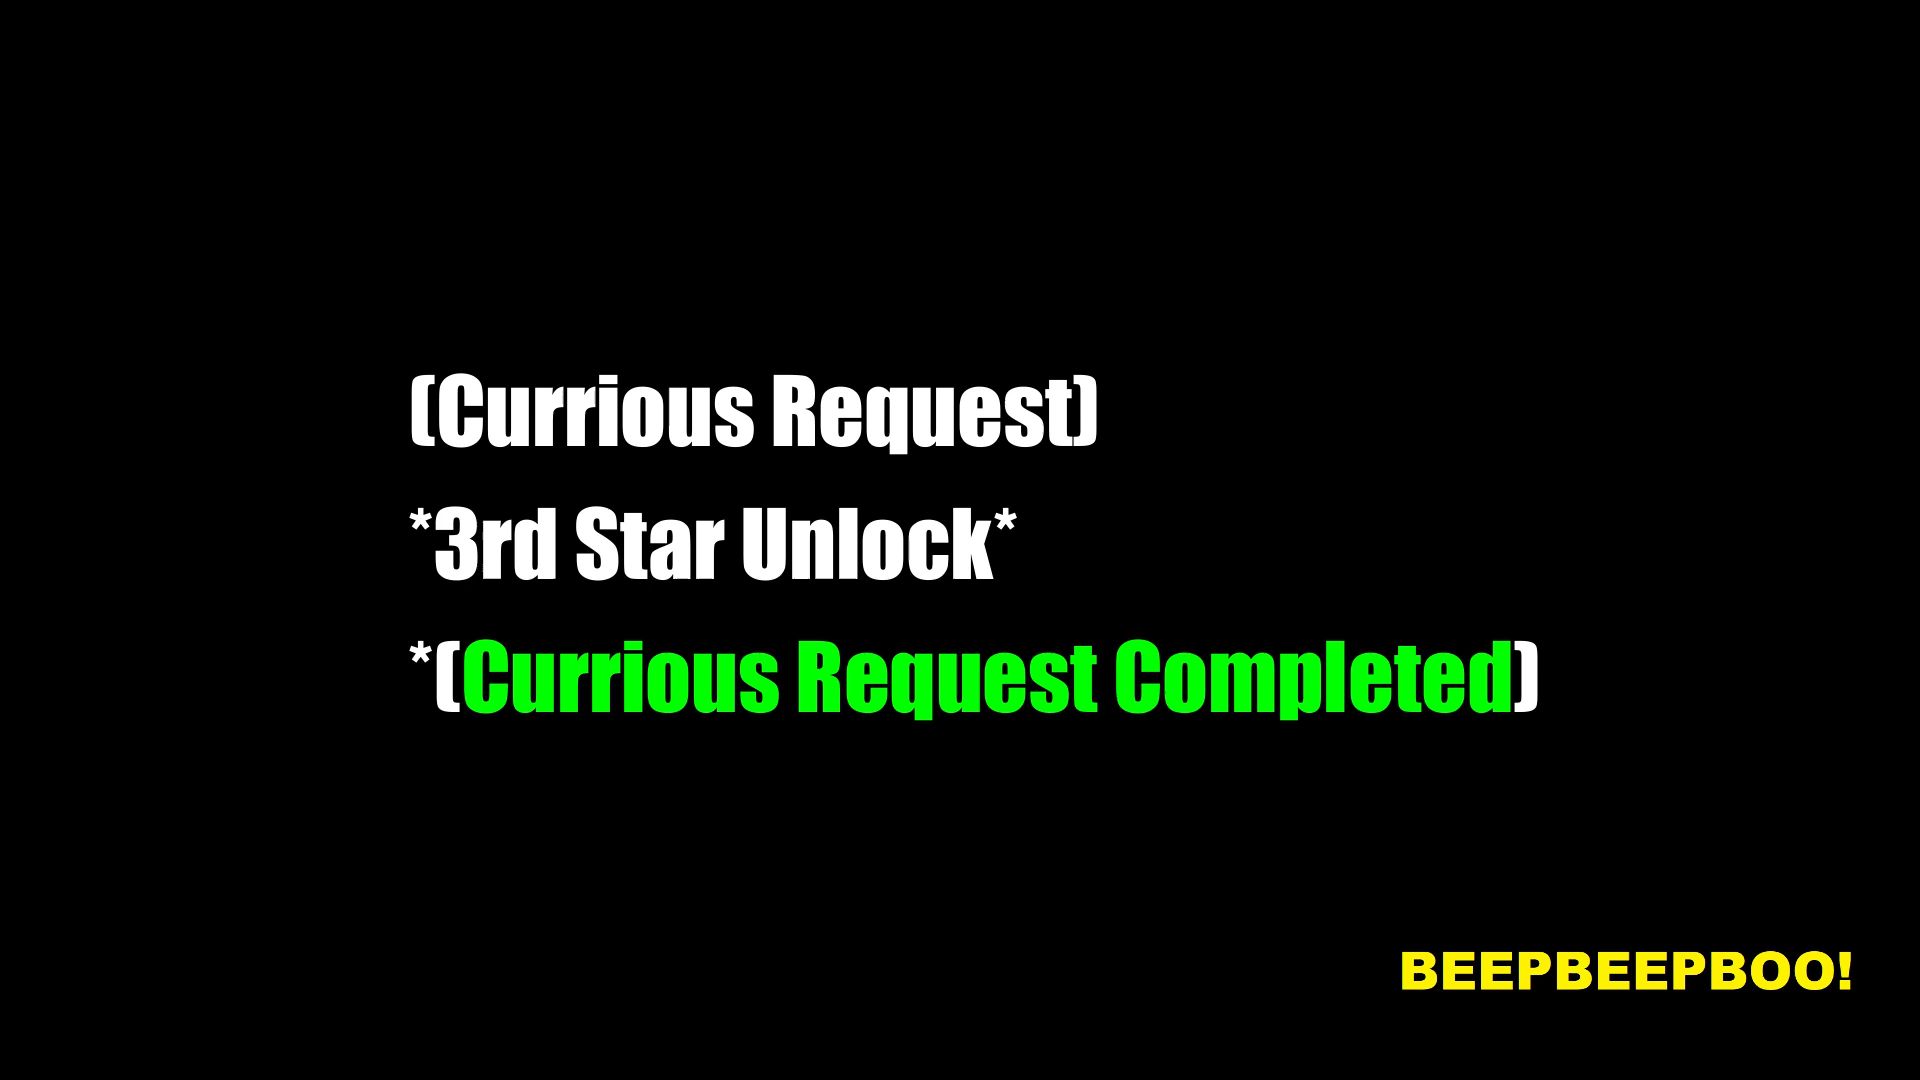 (Currious Request)
*3rd Star Unlock*
*(Currious Request Completed)
BEEPBEEPBOO!